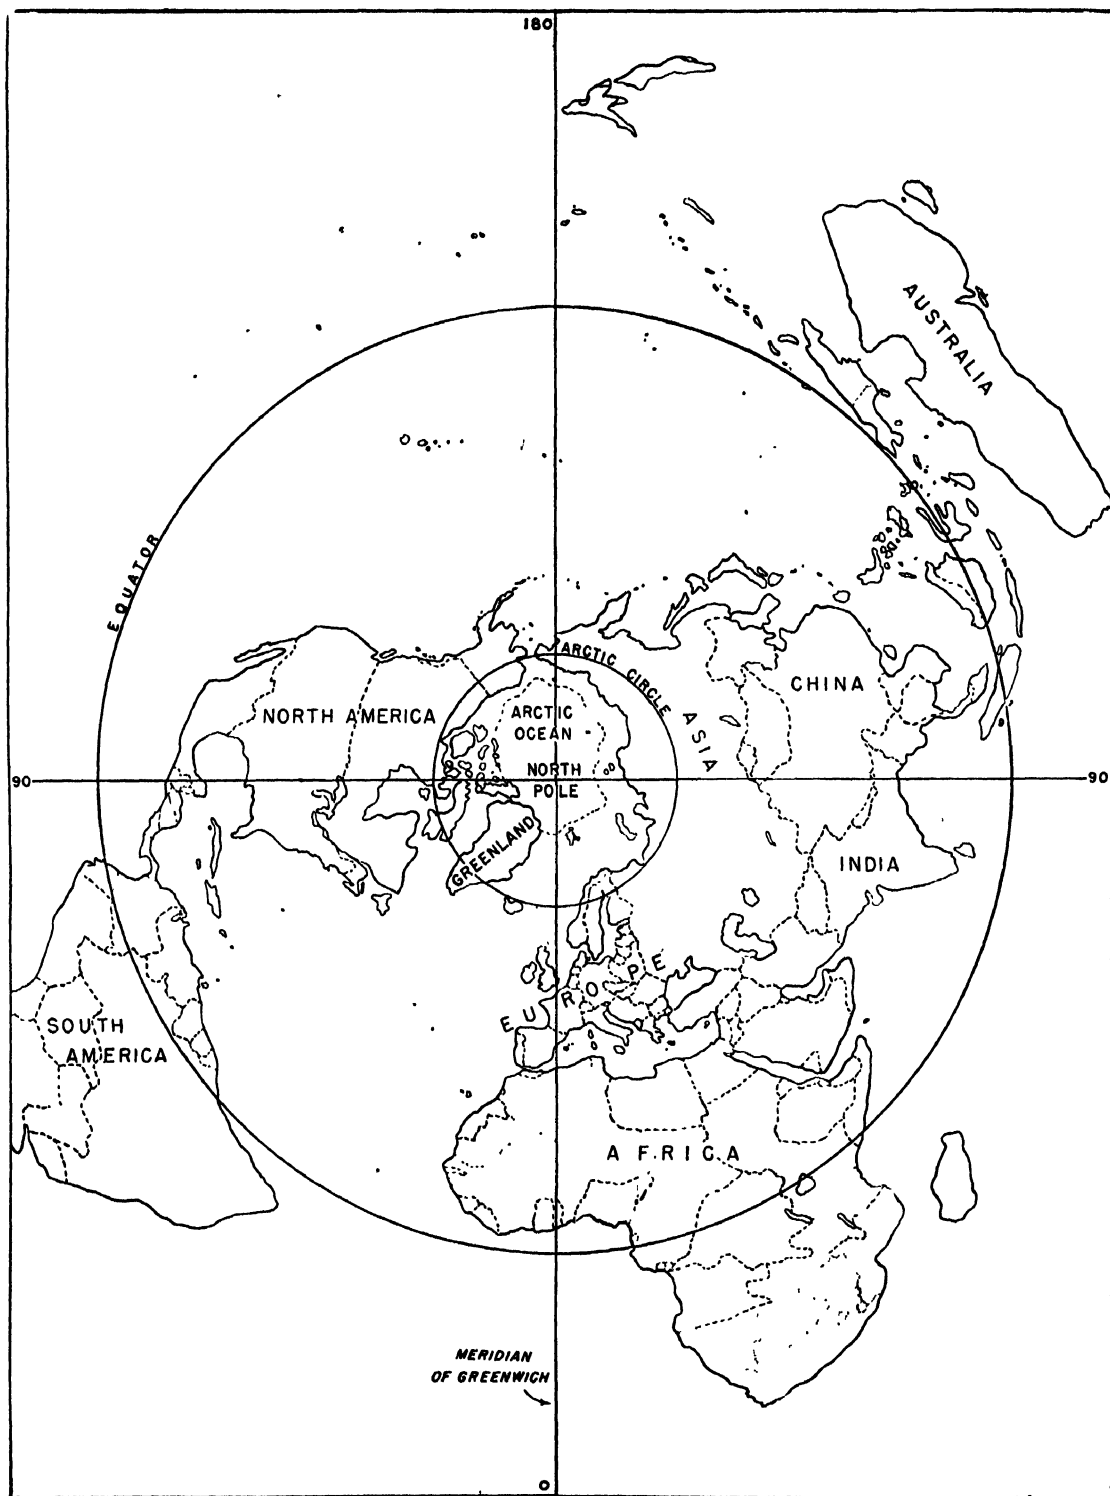 180
AUSTRALIA
EQUATOR
ARCTIC CIRCLE
CHINA
NORTH AMERICA
ARCTIC
OCEAN
ASIA
90
NORTH
POLE
90
GREENLAND
INDIA
EUROPE
SOUTH
AMERICA
AFRICA
MERIDIAN
OF GREENWICH
0